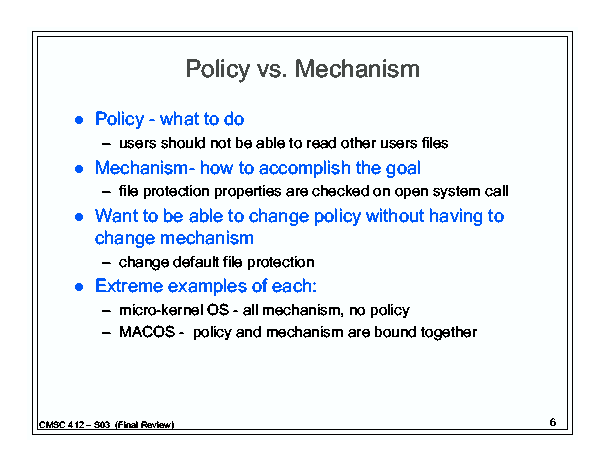 Policy vs. Mechanism
● Policy - what to do
– users should not be able to read other users files
● Mechanism- how to accomplish the goal
– file protection properties are checked on open system call
● Want to be able to change policy without having to
change mechanism
– change default file protection
● Extreme examples of each:
– micro-kernel OS - all mechanism, no policy
– MACOS - policy and mechanism are bound together
CMSC 412 – S03 (Final Review)
6